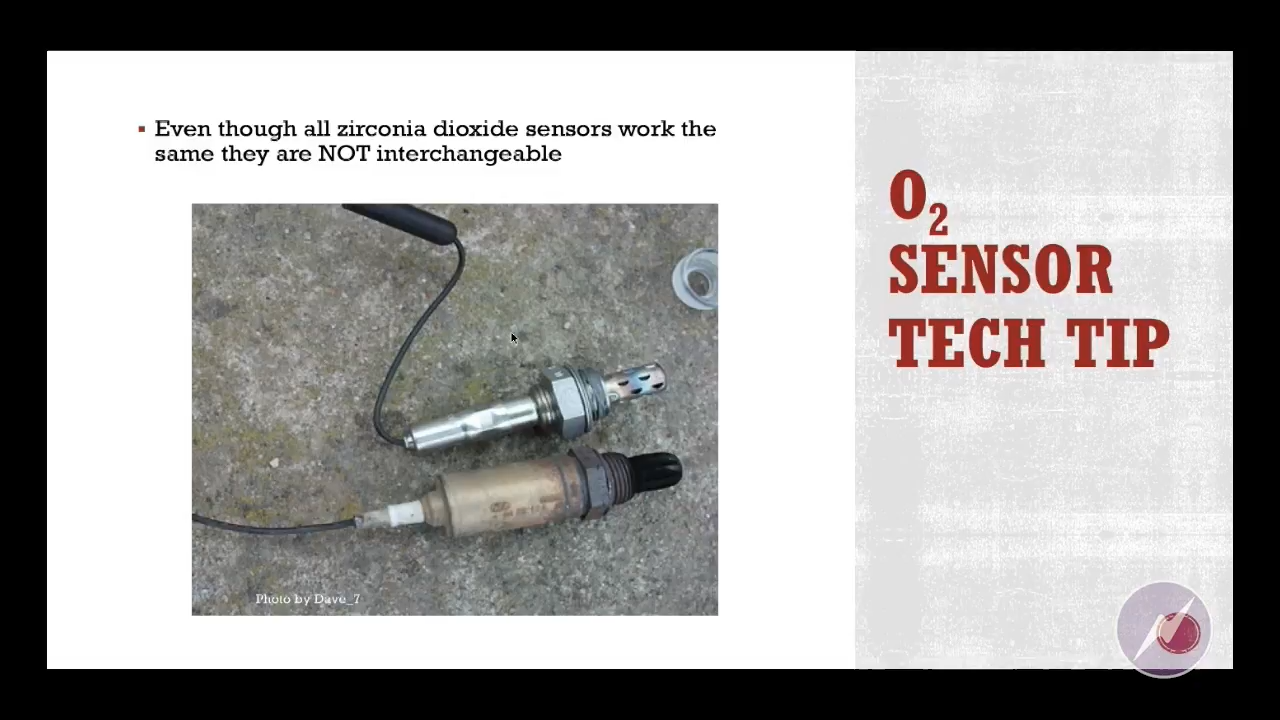 ▪ Even though all zirconia dioxide sensors work the
same they are NOT interchangeable
Photo by Dave_7
O₂
SENSOR
TECH TIP